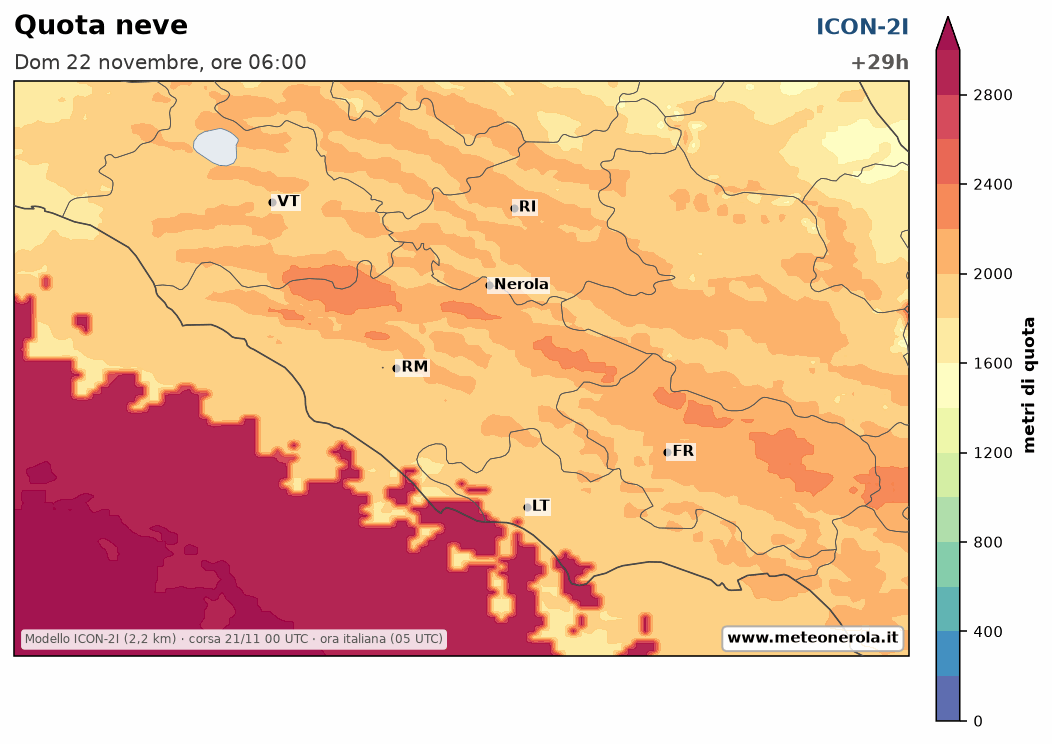 Quota neve
ICON-2I
Dom 22 novembre, ore 06:00
+29h
2800
2400
2000
1600
1200
800
400
0
metri di quota
VT
RI
Nerola
RM
FR
LT
Modello ICON-2I (2,2 km) · corsa 21/11 00 UTC · ora italiana (05 UTC)
www.meteonerola.it